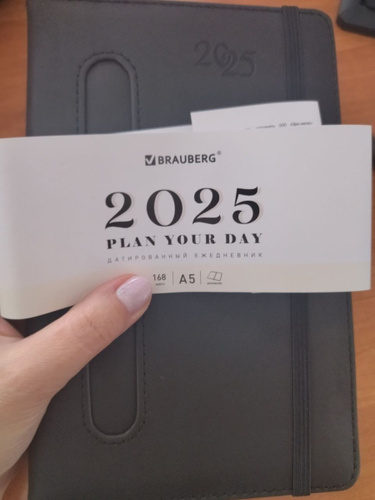 2025
BRAUBERG®
2025
PLAN YOUR DAY
ДАТИРОВАННЫЙ ЕЖЕДНЕВНИК
168 A5